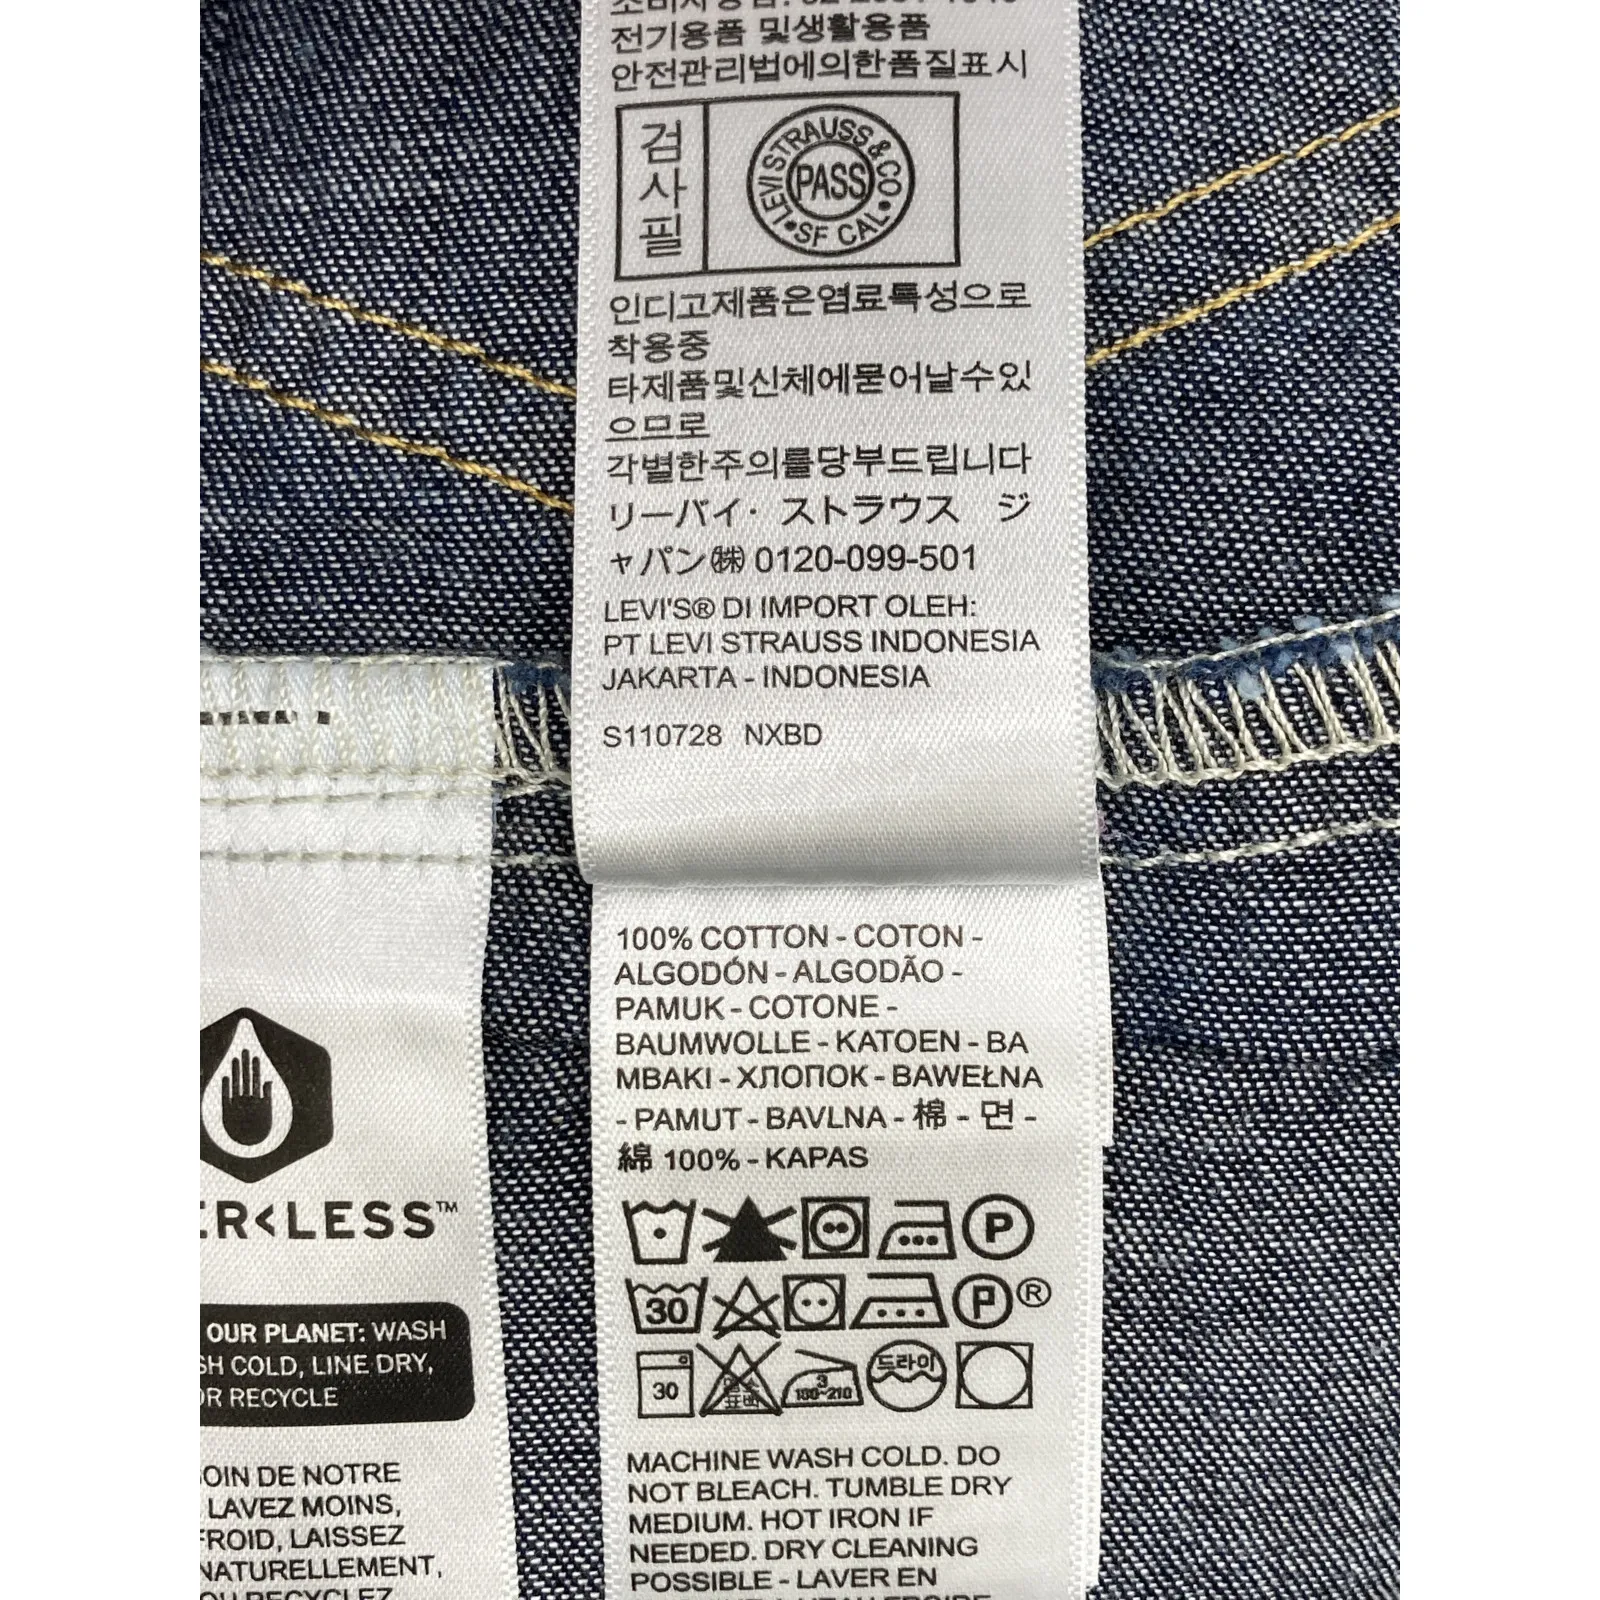 전기용품 및생활용품
안전관리법에의한품질표시
검
사
필
LEVI STRAUSS & CO
PASS
SF CAL
인디고제품은염료특성으로
착용중
타제품및신체에묻어날수있
으므로
각별한주의를당부드립니다
リーバイ· ストラウス ジ
ャパン㈱ 0120-099-501
LEVI'S® DI IMPORT OLEH:
PT LEVI STRAUSS INDONESIA
JAKARTA - INDONESIA
S110728 NXBD
100% COTTON - COTON -
ALGODÓN - ALGODÃO -
PAMUK - COTONE -
BAUMWOLLE - KATOEN - BA
MBAKI - ХЛОПОК - BAWEŁNA
- PAMUT - BAVLNA - 棉 - 면 -
綿 100% - KAPAS
P
30
P ®
30
3
180~210
드라이
MACHINE WASH COLD. DO
NOT BLEACH. TUMBLE DRY
MEDIUM. HOT IRON IF
NEEDED. DRY CLEANING
POSSIBLE - LAVER EN
ER<LESS™
OUR PLANET: WASH
SH COLD, LINE DRY,
OR RECYCLE
OIN DE NOTRE
LAVEZ MOINS,
FROID, LAISSEZ
NATURELLEMENT,